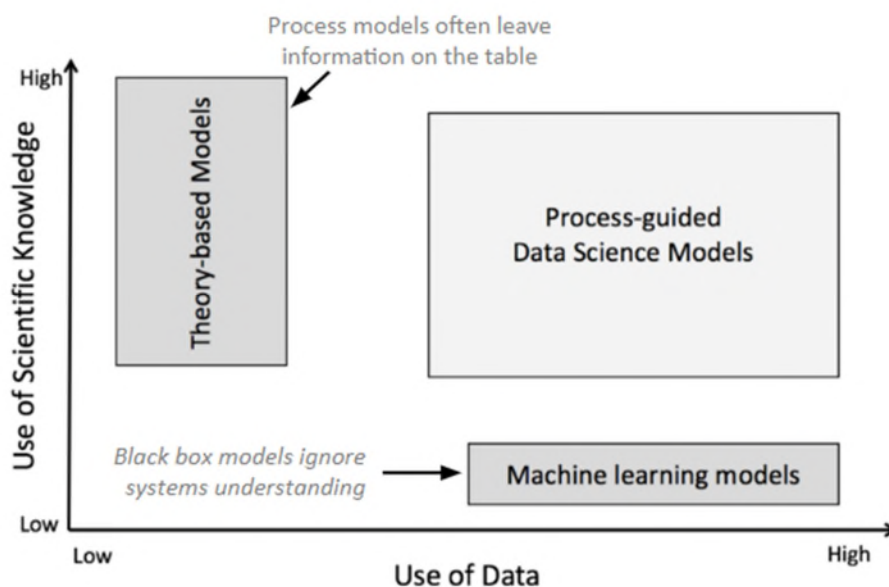 Process models often leave
information on the table
High
Use of Scientific Knowledge
Theory-based Models
Process-guided
Data Science Models
Black box models ignore
systems understanding
Machine learning models
Low
Low
High
Use of Data